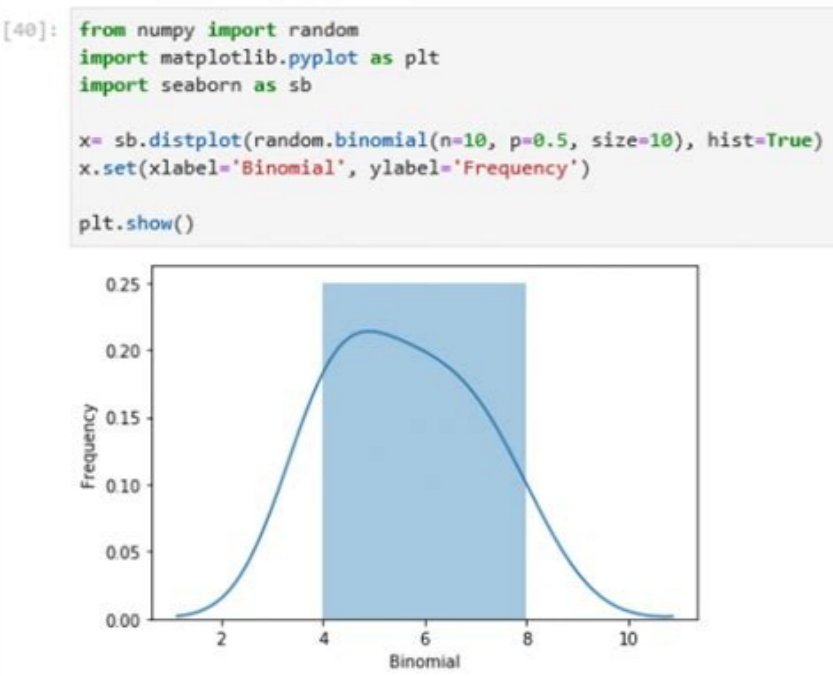 [40]: from numpy import random
import matplotlib.pyplot as plt
import seaborn as sb
x= sb.distplot(random.binomial(n=10, p=0.5, size=10), hist=True)
x.set(xlabel='Binomial', ylabel='Frequency')
plt.show()
0.25
0.20
0.15
0.10
0.05
0.00
Frequency
2 4 6 8 10
Binomial